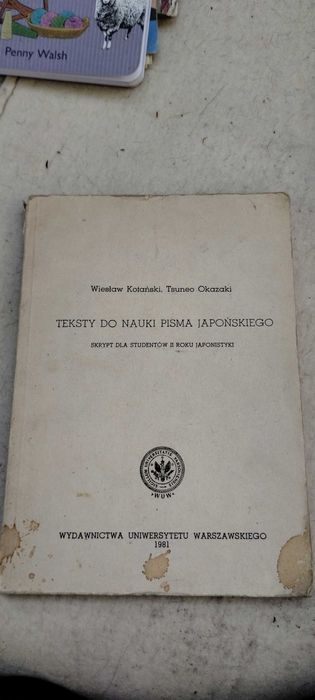 Penny Walsh
Wiesław Kotański, Tsuneo Okazaki
TEKSTY DO NAUKI PISMA JAPOŃSKIEGO
SKRYPT DLA STUDENTÓW II ROKU JAPONISTYKI
WUW
WYDAWNICTWA UNIWERSYTETU WARSZAWSKIEGO
1981